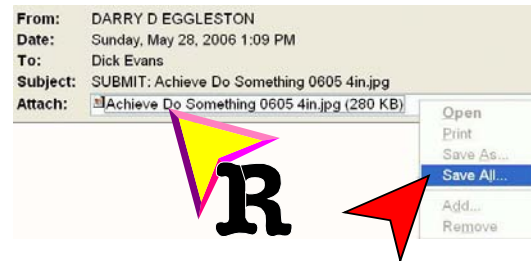 From: DARRY D EGGLESTON
Date: Sunday, May 28, 2006 1:09 PM
To: Dick Evans
Subject: SUBMIT: Achieve Do Something 0605 4in.jpg
Attach: Achieve Do Something 0605 4in.jpg (280 KB)
Open
Print
Save As...
Save All...
Add...
Remove
R